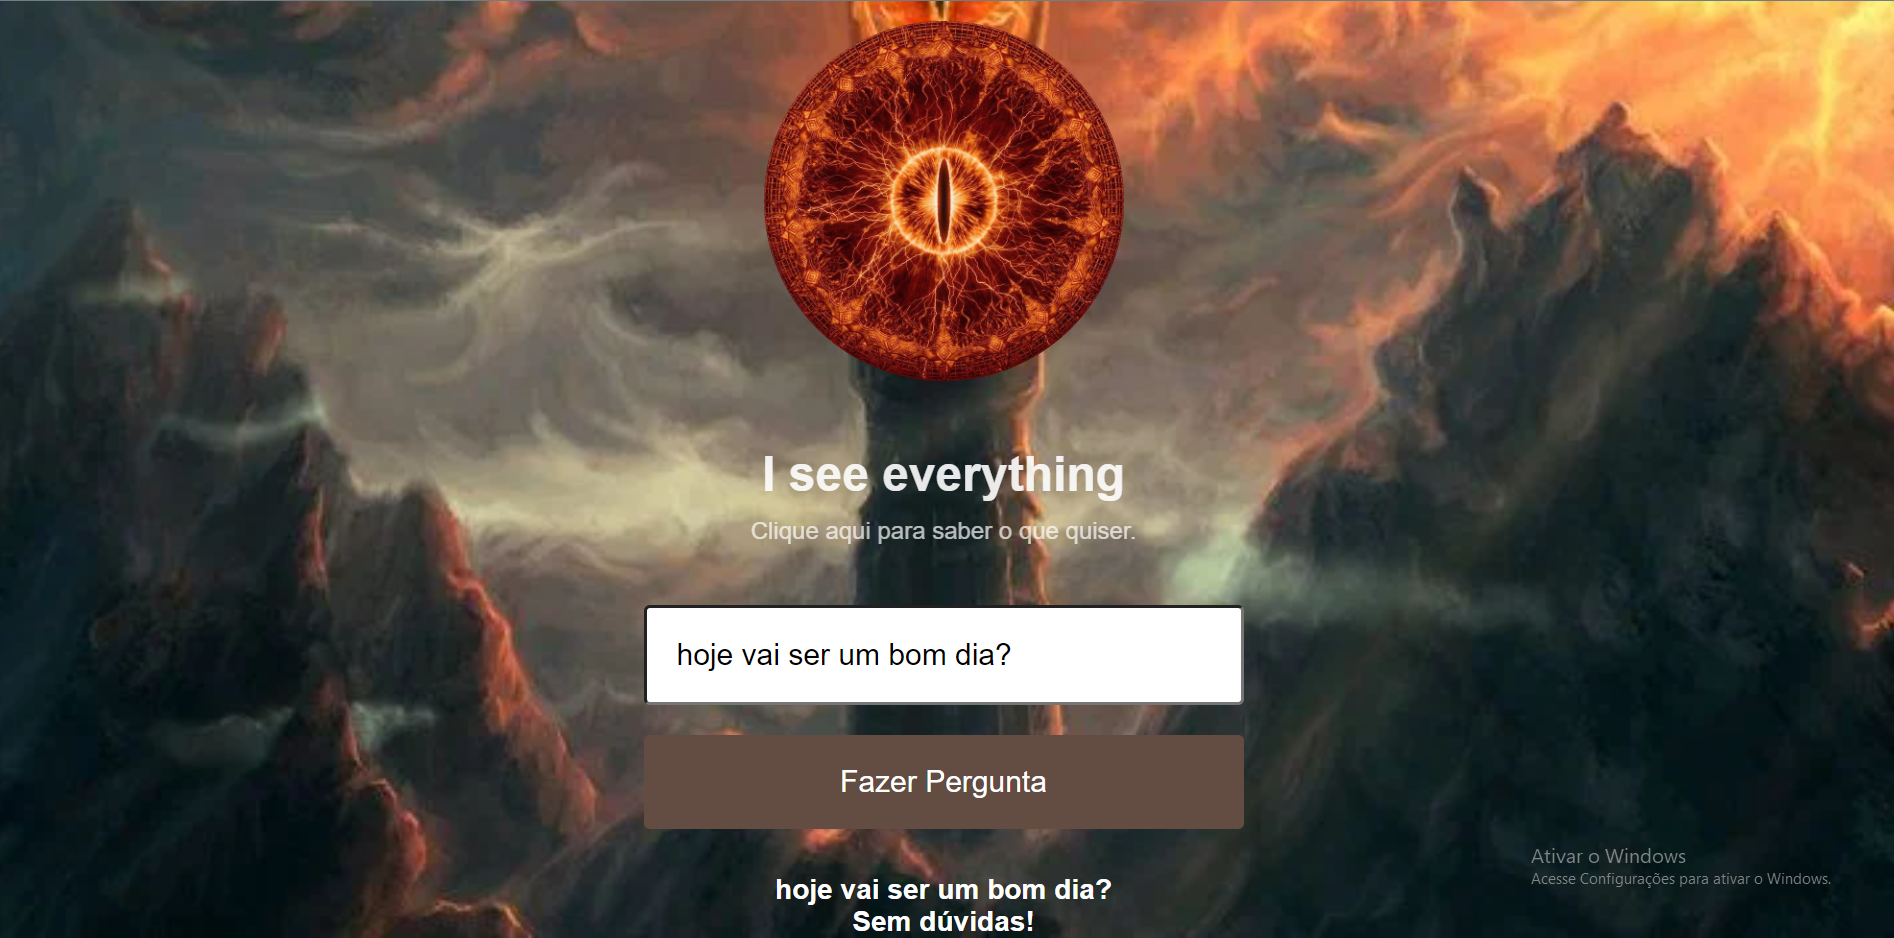 I see everything
Clique aqui para saber o que quiser.
hoje vai ser um bom dia?
Fazer Pergunta
hoje vai ser um bom dia?
Sem dúvidas!
Ativar o Windows
Acesse Configurações para ativar o Windows.